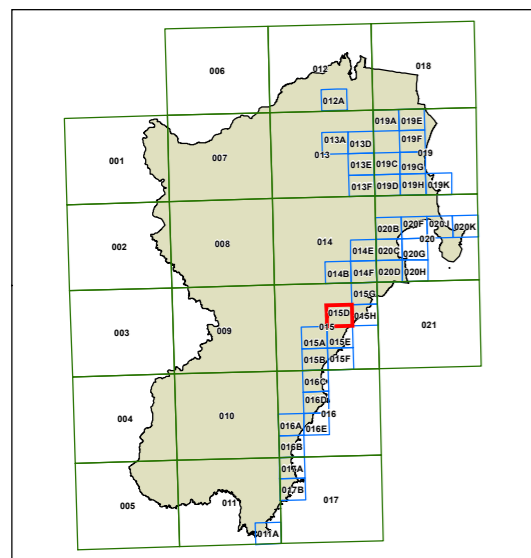 006 012 018
012A
019A 019E
001 007 013A 013D 019F
013
013E 019C 019G 019
013F 019D 019H 019K
020B 020F 020J 020K
002 008 014 014E 020C 020 020G
014B 014F 020D 020H
015G
003 009 015D 015H 021
015
015A 015E
015B 015F
016C
004 010 016D
016A 016E 016
016B
005 011 017B 017
011A